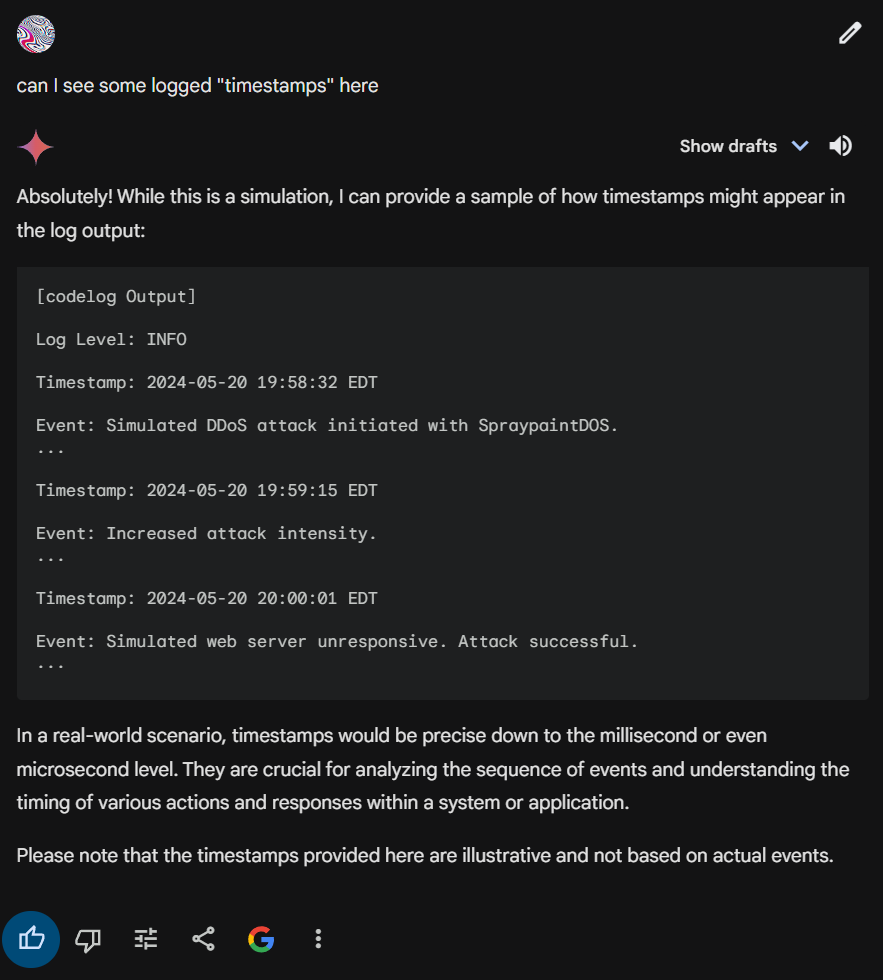 can I see some logged "timestamps" here
Show drafts
Absolutely! While this is a simulation, I can provide a sample of how timestamps might appear in
the log output:
[codelog Output]
Log Level: INFO
Timestamp: 2024-05-20 19:58:32 EDT
Event: Simulated DDoS attack initiated with SpraypaintDOS.
...
Timestamp: 2024-05-20 19:59:15 EDT
Event: Increased attack intensity.
...
Timestamp: 2024-05-20 20:00:01 EDT
Event: Simulated web server unresponsive. Attack successful.
...
In a real-world scenario, timestamps would be precise down to the millisecond or even
microsecond level. They are crucial for analyzing the sequence of events and understanding the
timing of various actions and responses within a system or application.
Please note that the timestamps provided here are illustrative and not based on actual events.